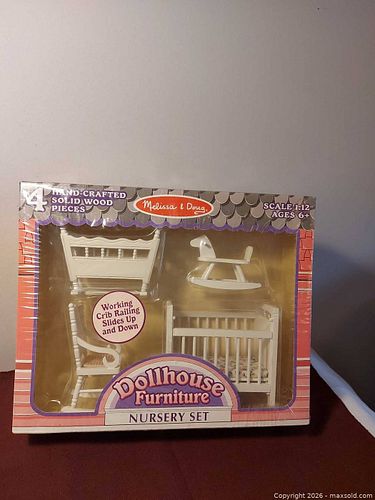 4
HAND-CRAFTED
SOLID WOOD
PIECES
Melissa & Doug
SCALE 1:12
AGES 6+
Working
Crib Railing
Slides Up
and Down
Dollhouse
Furniture
NURSERY SET
Copyright 2026 - maxsold.com